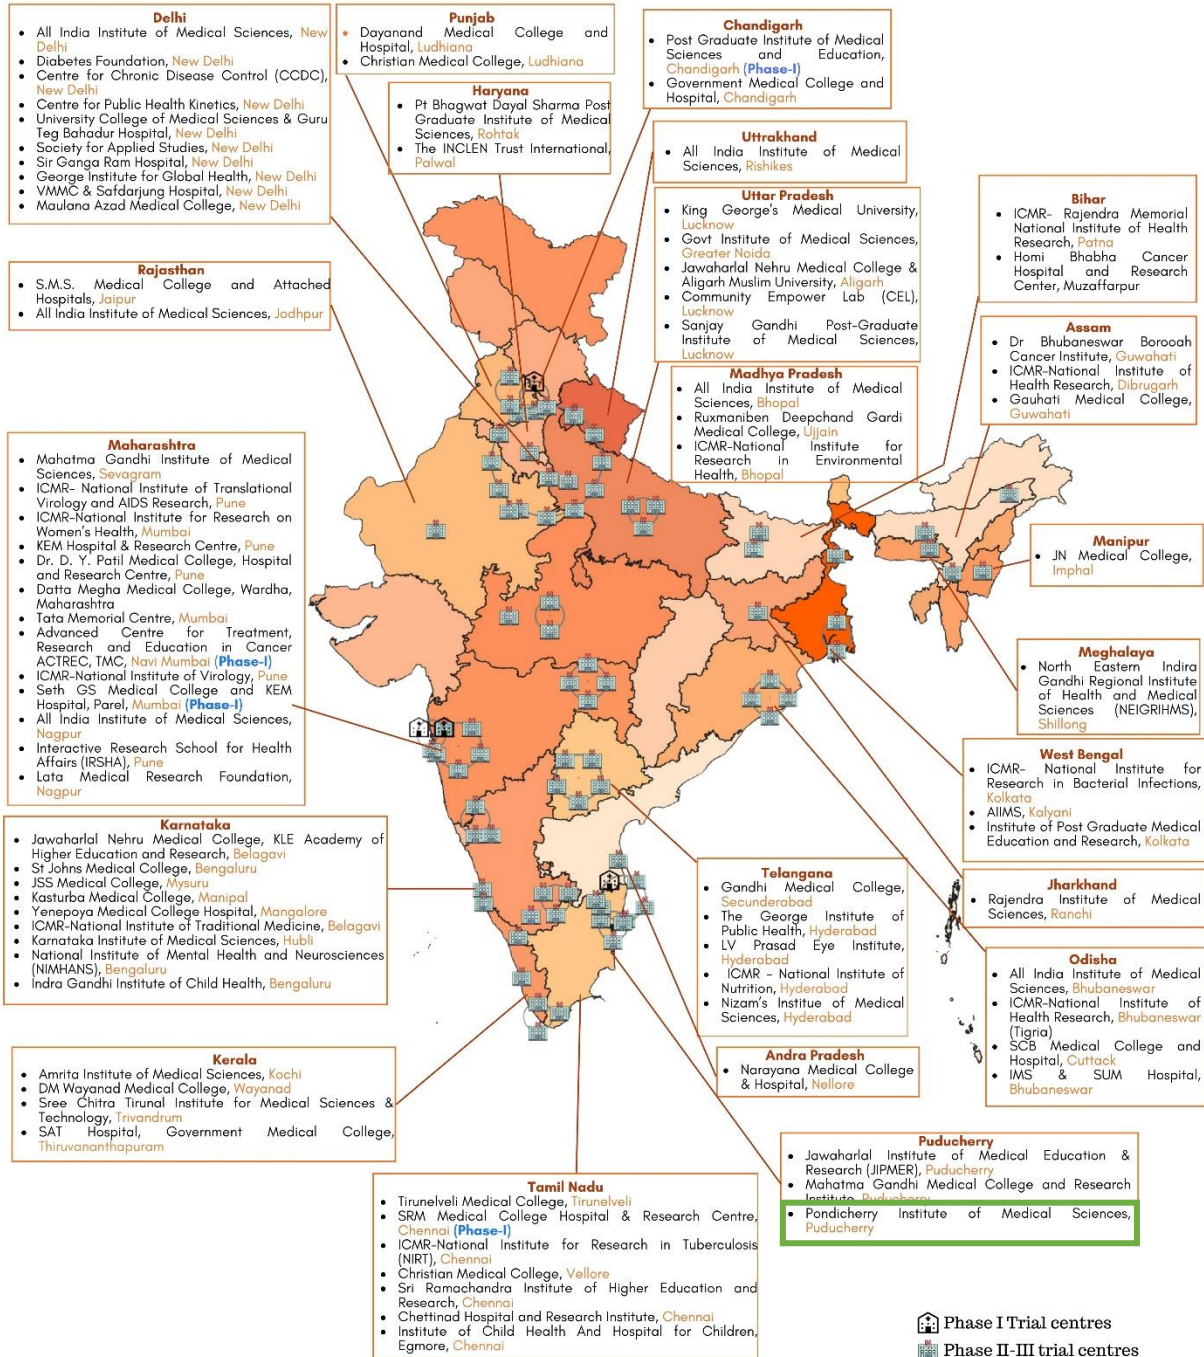 Delhi
• All India Institute of Medical Sciences, New
Delhi
• Diabetes Foundation, New Delhi
• Centre for Chronic Disease Control (CCDC),
New Delhi
• Centre for Public Health Kinetics, New Delhi
• University College of Medical Sciences & Guru
Teg Bahadur Hospital, New Delhi
• Society for Applied Studies, New Delhi
• Sir Ganga Ram Hospital, New Delhi
• George Institute for Global Health, New Delhi
• VMMC & Safdarjung Hospital, New Delhi
• Maulana Azad Medical College, New Delhi
Punjab
• Dayanand Medical College and
Hospital, Ludhiana
• Christian Medical College, Ludhiana
Haryana
• Pt Bhagwat Dayal Sharma Post
Graduate Institute of Medical
Sciences, Rohtak
• The INCLEN Trust International,
Palwal
Chandigarh
• Post Graduate Institute of Medical
Sciences and Education,
Chandigarh (Phase-I)
• Government Medical College and
Hospital, Chandigarh
Uttrakhand
• All India Institute of Medical
Sciences, Rishikes
Uttar Pradesh
• King George's Medical University,
Lucknow
• Govt Institute of Medical Sciences,
Greater Noida
• Jawaharlal Nehru Medical College &
Aligarh Muslim University, Aligarh
• Community Empower Lab (CEL),
Lucknow
• Sanjay Gandhi Post-Graduate
Institute of Medical Sciences,
Lucknow
Bihar
• ICMR- Rajendra Memorial
National Institute of Health
Research, Patna
• Homi Bhabha Cancer
Hospital and Research
Center, Muzaffarpur
Rajasthan
• S.M.S. Medical College and Attached
Hospitals, Jaipur
• All India Institute of Medical Sciences, Jodhpur
Assam
• Dr Bhubaneswar Borooah
Cancer Institute, Guwahati
• ICMR-National Institute of
Health Research, Dibrugarh
• Gauhati Medical College,
Guwahati
Madhya Pradesh
• All India Institute of Medical
Sciences, Bhopal
• Ruxmaniben Deepchand Gardi
Medical College, Ujjain
• ICMR-National Institute for
Research in Environmental
Health, Bhopal
Maharashtra
• Mahatma Gandhi Institute of Medical
Sciences, Sevagram
• ICMR- National Institute of Translational
Virology and AIDS Research, Pune
• ICMR-National Institute for Research on
Women's Health, Mumbai
• KEM Hospital & Research Centre, Pune
• Dr. D. Y. Patil Medical College, Hospital
and Research Centre, Pune
• Datta Megha Medical College, Wardha,
Maharashtra
• Tata Memorial Centre, Mumbai
• Advanced Centre for Treatment,
Research and Education in Cancer
ACTREC, TMC, Navi Mumbai (Phase-I)
• ICMR-National Institute of Virology, Pune
• Seth GS Medical College and KEM
Hospital, Parel, Mumbai (Phase-I)
• All India Institute of Medical Sciences,
Nagpur
• Interactive Research School for Health
Affairs (IRSHA), Pune
• Lata Medical Research Foundation,
Nagpur
Manipur
• JN Medical College,
Imphal
Meghalaya
• North Eastern Indira
Gandhi Regional Institute
of Health and Medical
Sciences (NEIGRIHMS),
Shillong
West Bengal
• ICMR- National Institute for
Research in Bacterial Infections,
Kolkata
• AIIMS, Kalyani
• Institute of Post Graduate Medical
Education and Research, Kolkata
Karnataka
• Jawaharlal Nehru Medical College, KLE Academy of
Higher Education and Research, Belagavi
• St Johns Medical College, Bengaluru
• JSS Medical College, Mysuru
• Kasturba Medical College, Manipal
• Yenepoya Medical College Hospital, Mangalore
• ICMR-National Institute of Traditional Medicine, Belagavi
• Karnataka Institute of Medical Sciences, Hubli
• National Institute of Mental Health and Neurosciences
(NIMHANS), Bengaluru
• Indra Gandhi Institute of Child Health, Bengaluru
Telangana
• Gandhi Medical College,
Secunderabad
• The George Institute of
Public Health, Hyderabad
• LV Prasad Eye Institute,
Hyderabad
• ICMR - National Institute of
Nutrition, Hyderabad
• Nizam's Institue of Medical
Sciences, Hyderabad
Jharkhand
• Rajendra Institute of Medical
Sciences, Ranchi
Odisha
• All India Institute of Medical
Sciences, Bhubaneswar
• ICMR-National Institute of
Health Research, Bhubaneswar
(Tigria)
• SCB Medical College and
Hospital, Cuttack
• IMS & SUM Hospital,
Bhubaneswar
Kerala
• Amrita Institute of Medical Sciences, Kochi
• DM Wayanad Medical College, Wayanad
• Sree Chitra Tirunal Institute for Medical Sciences &
Technology, Trivandrum
• SAT Hospital, Government Medical College,
Thiruvananthapuram
Andra Pradesh
• Narayana Medical College
& Hospital, Nellore
Puducherry
• Jawaharlal Institute of Medical Education &
Research (JIPMER), Puducherry
• Mahatma Gandhi Medical College and Research
Institute, Puducherry
• Pondicherry Institute of Medical Sciences,
Puducherry
Tamil Nadu
• Tirunelveli Medical College, Tirunelveli
• SRM Medical College Hospital & Research Centre,
Chennai (Phase-I)
• ICMR-National Institute for Research in Tuberculosis
(NIRT), Chennai
• Christian Medical College, Vellore
• Sri Ramachandra Institute of Higher Education and
Research, Chennai
• Chettinad Hospital and Research Institute, Chennai
• Institute of Child Health And Hospital for Children,
Egmore, Chennai
Phase I Trial centres
Phase II-III trial centres